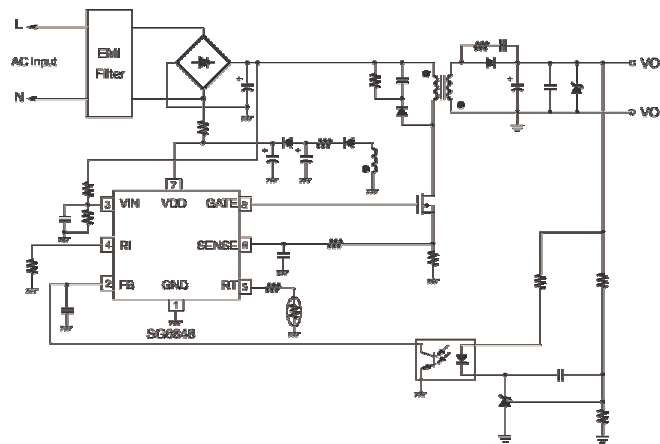 L
AC Input
N
EMI
Filter
VO
VO
7
3 VIN VDD GATE 8
4 RI SENSE 6
2 FB GND RT 5
1
SG6848